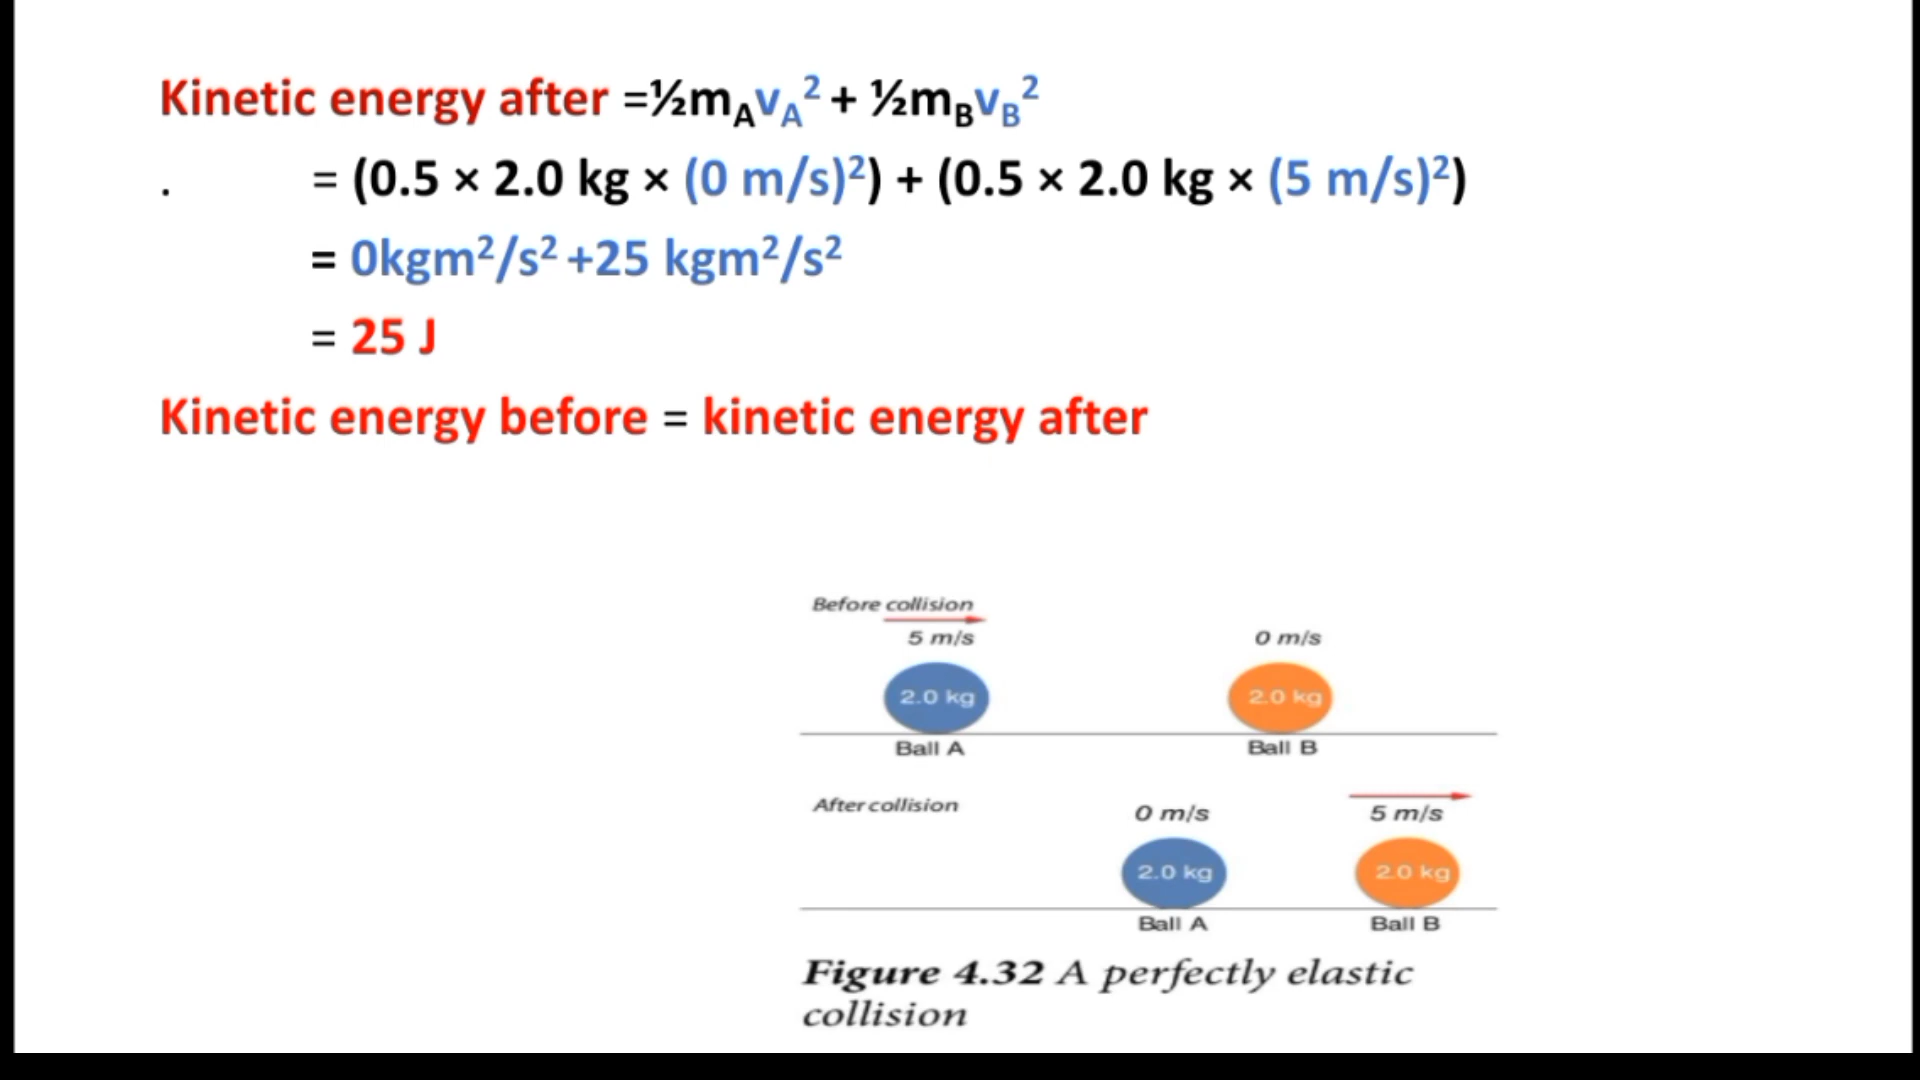 Kinetic energy after =½mAvA² + ½mBvB²
. = (0.5 × 2.0 kg × (0 m/s)²) + (0.5 × 2.0 kg × (5 m/s)²)
= 0kgm²/s² +25 kgm²/s²
= 25 J
Kinetic energy before = kinetic energy after
Before collision
5 m/s 0 m/s
2.0 kg 2.0 kg
Ball A Ball B
After collision 0 m/s 5 m/s
2.0 kg 2.0 kg
Ball A Ball B
Figure 4.32 A perfectly elastic
collision